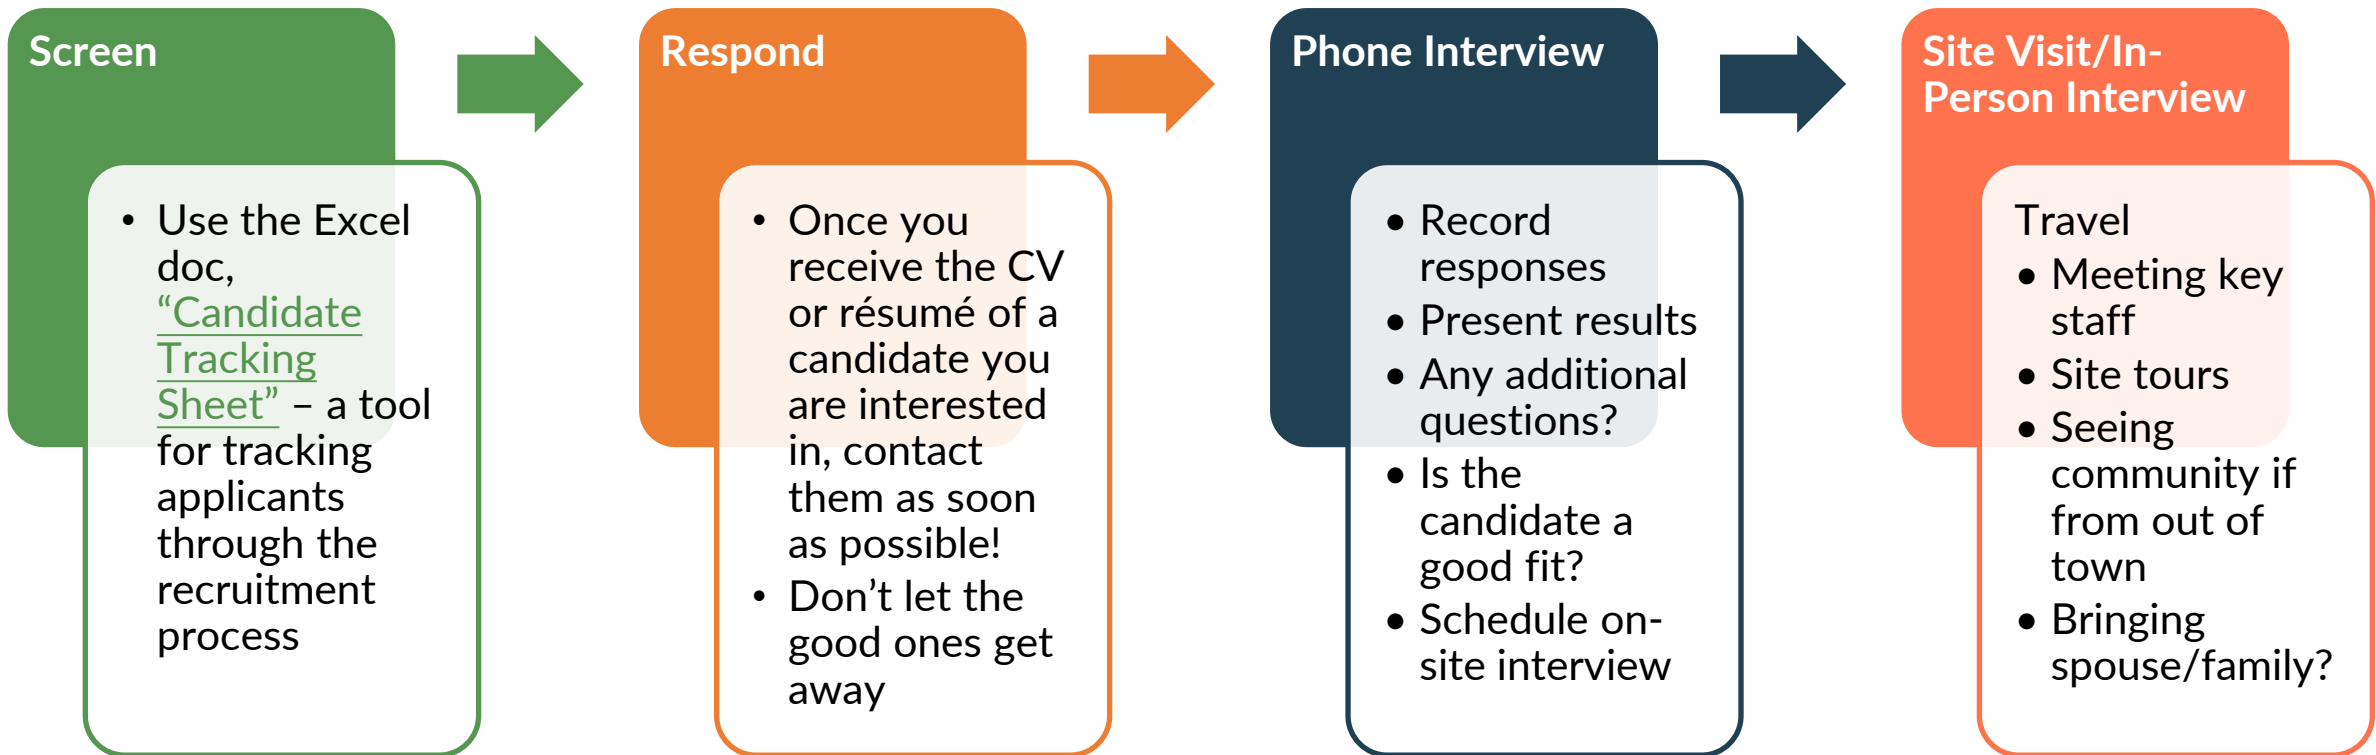 Screen
• Use the Excel
doc,
“Candidate
Tracking
Sheet” – a tool
for tracking
applicants
through the
recruitment
process
Respond
• Once you
receive the CV
or résumé of a
candidate you
are interested
in, contact
them as soon
as possible!
• Don’t let the
good ones get
away
Phone Interview
• Record
responses
• Present results
• Any additional
questions?
• Is the
candidate a
good fit?
• Schedule on-
site interview
Site Visit/In-
Person Interview
Travel
• Meeting key
staff
• Site tours
• Seeing
community if
from out of
town
• Bringing
spouse/family?